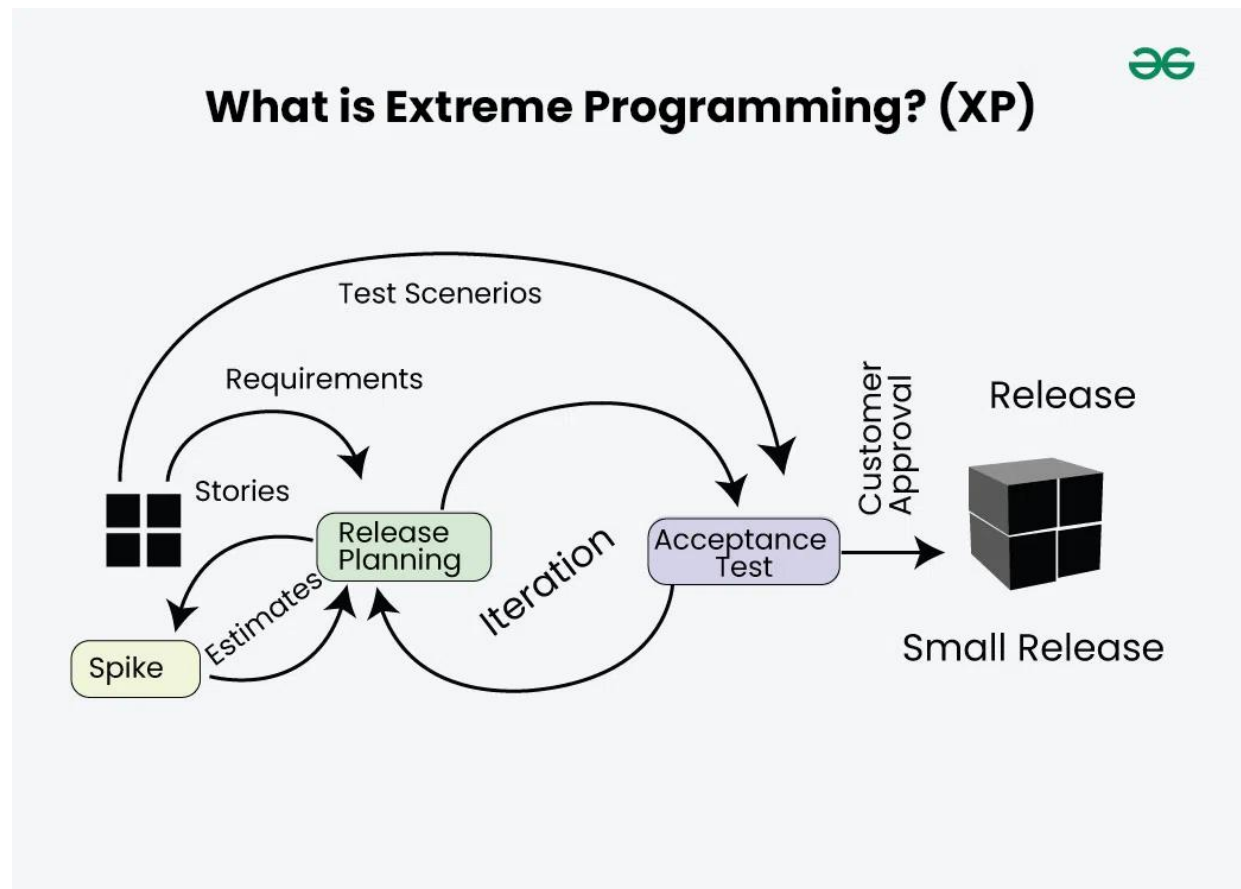 What is Extreme Programming? (XP)
Test Scenerios
Requirements
Customer
Approval
Release
Stories
Release
Planning
Iteration
Acceptance
Test
Estimates
Spike
Small Release